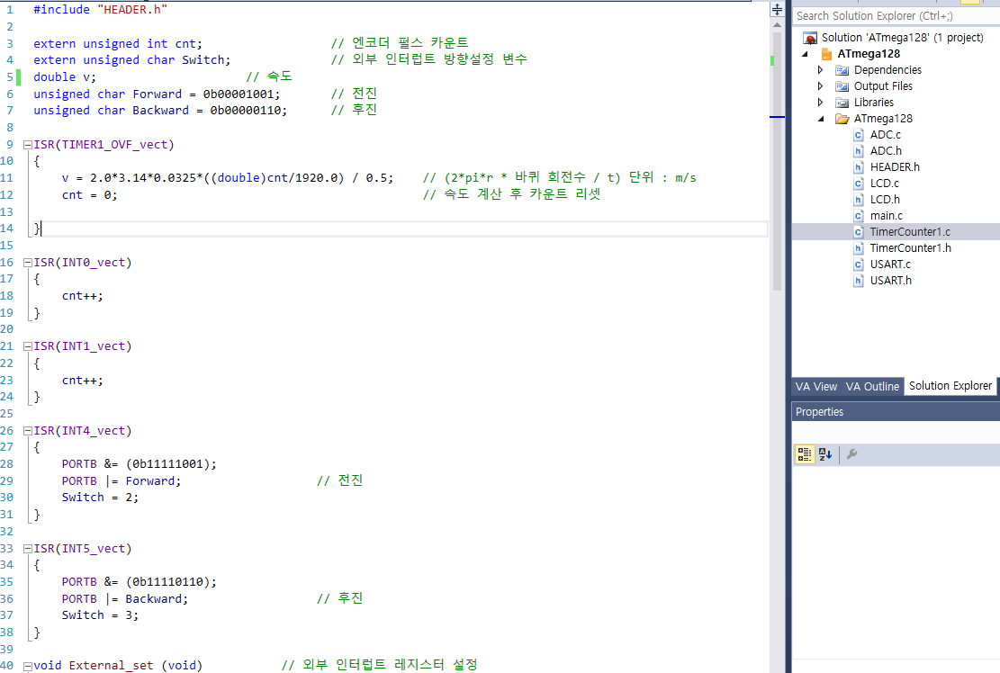 1 #include "HEADER.h"
2
3 extern unsigned int cnt; // 엔코더 펄스 카운트
4 extern unsigned char Switch; // 외부 인터럽트 방향설정 변수
5 double v; // 속도
6 unsigned char Forward = 0b00001001; // 전진
7 unsigned char Backward = 0b00000110; // 후진
8
9 ISR(TIMER1_OVF_vect)
10 {
11 v = 2.0*3.14*0.0325*((double)cnt/1920.0) / 0.5; // (2*pi*r * 바퀴 회전수 / t) 단위 : m/s
12 cnt = 0; // 속도 계산 후 카운트 리셋
13
14 }
15
16 ISR(INT0_vect)
17 {
18 cnt++;
19 }
20
21 ISR(INT1_vect)
22 {
23 cnt++;
24 }
25
26 ISR(INT4_vect)
27 {
28 PORTB &= (0b11111001);
29 PORTB |= Forward; // 전진
30 Switch = 2;
31 }
32
33 ISR(INT5_vect)
34 {
35 PORTB &= (0b11110110);
36 PORTB |= Backward; // 후진
37 Switch = 3;
38 }
39
40 void External_set (void) // 외부 인터럽트 레지스터 설정
Search Solution Explorer (Ctrl+;)
Solution 'ATmega128' (1 project)
ATmega128
Dependencies
Output Files
Libraries
ATmega128
ADC.c
ADC.h
HEADER.h
LCD.c
LCD.h
main.c
TimerCounter1.c
TimerCounter1.h
USART.c
USART.h
VA View VA Outline Solution Explorer
Properties